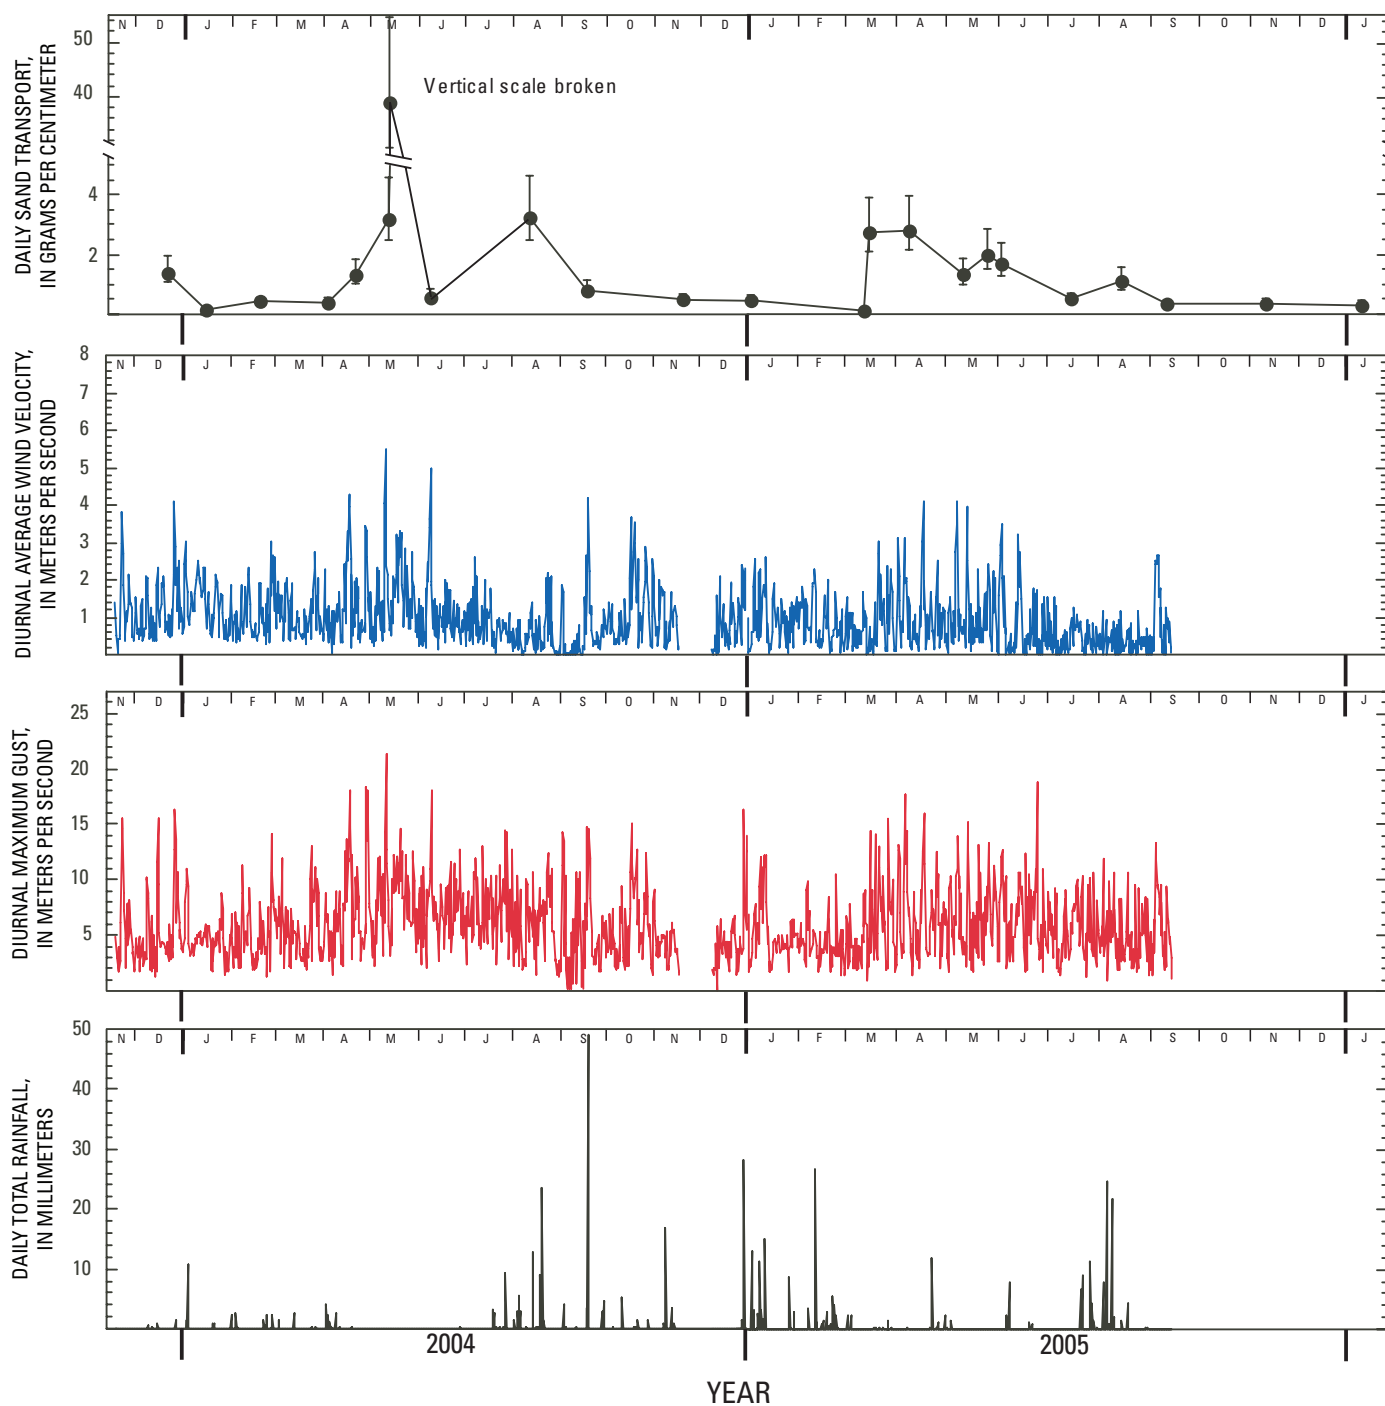 DAILY SAND TRANSPORT,
IN GRAMS PER CENTIMETER
N D J F M A M J J A S O N D J F M A M J J A S O N D J
50
40
4
2
Vertical scale broken
DIURNAL AVERAGE WIND VELOCITY,
IN METERS PER SECOND
N D J F M A M J J A S O N D J F M A M J J A S O N D J
8
7
6
5
4
3
2
1
DIURNAL MAXIMUM GUST,
IN METERS PER SECOND
N D J F M A M J J A S O N D J F M A M J J A S O N D J
25
20
15
10
5
DAILY TOTAL RAINFALL,
IN MILLIMETERS
N D J F M A M J J A S O N D J F M A M J J A S O N D J
50
40
30
20
10
2004 2005
YEAR